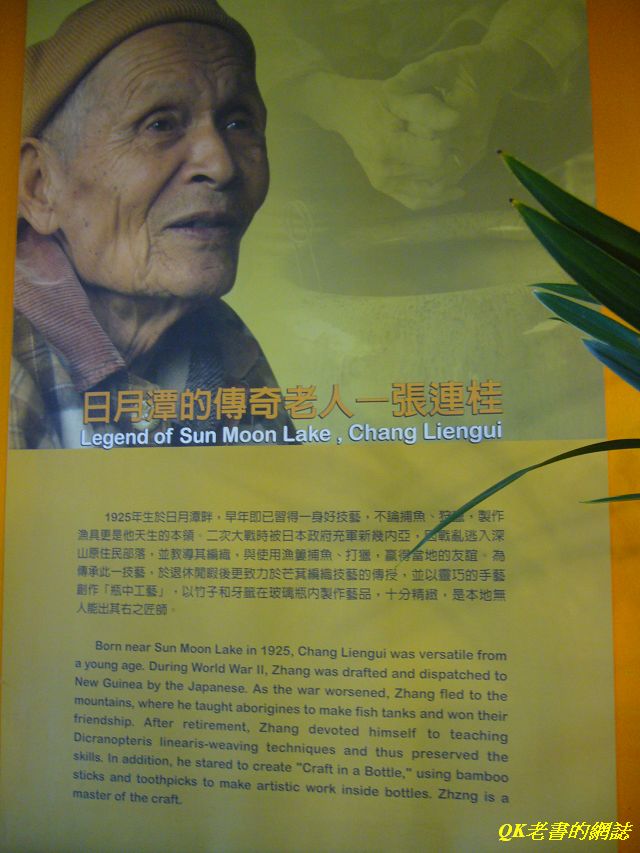 日月潭的傳奇老人—張連桂
Legend of Sun Moon Lake , Chang Liengui
1925年生於日月潭畔，早年即已習得一身好技藝，不論捕魚、狩獵，製作
漁具更是他天生的本領。二次大戰時被日本政府充軍新幾內亞，因戰亂逃入深
山原住民部落，並教導其編織，與使用漁簍捕魚、打獵，贏得當地的友誼。為
傳承此一技藝，於退休閒暇後更致力於芒萁編織技藝的傳授，並以靈巧的手藝
創作「瓶中工藝」，以竹子和牙籤在玻璃瓶內製作藝品，十分精緻，是本地無
人能出其右之匠師。
Born near Sun Moon Lake in 1925, Chang Liengui was versatile from
a young age. During World War II, Zhang was drafted and dispatched to
New Guinea by the Japanese. As the war worsened, Zhang fled to the
mountains, where he taught aborigines to make fish tanks and won their
friendship. After retirement, Zhang devoted himself to teaching
Dicranopteris linearis-weaving techniques and thus preserved the
skills. In addition, he stared to create "Craft in a Bottle," using bamboo
sticks and toothpicks to make artistic work inside bottles. Zhzng is a
master of the craft.
QK老書的網誌